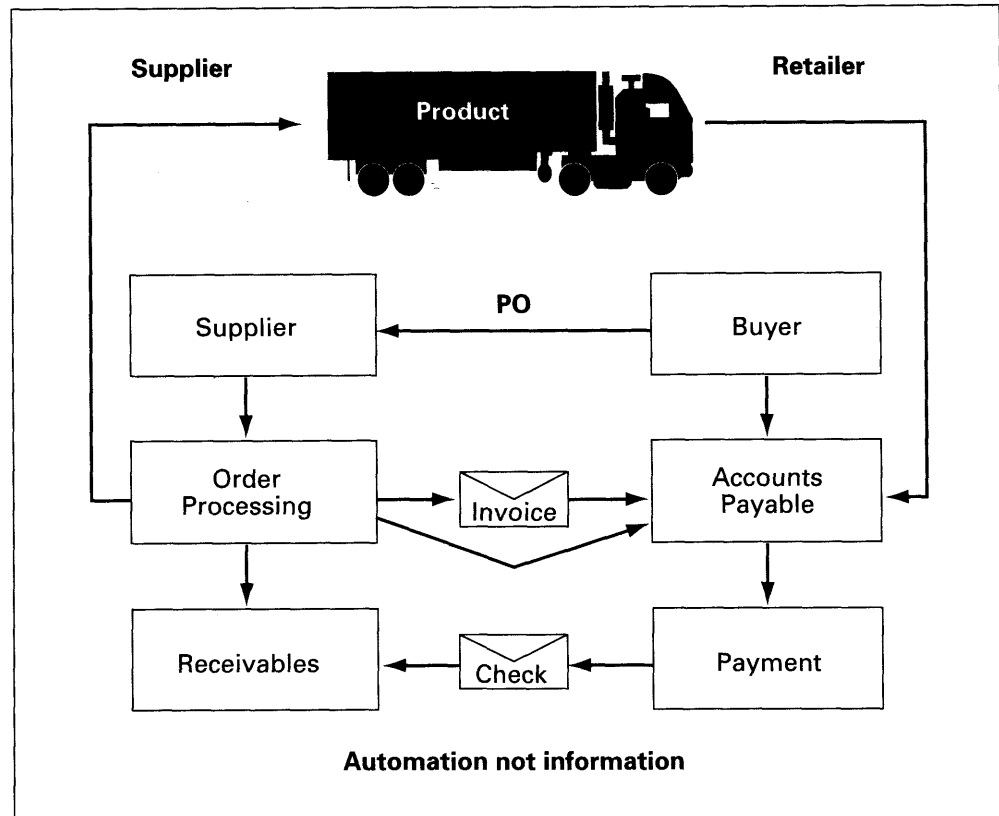 Supplier
Retailer
Product
PO
Supplier
Buyer
Order
Processing
Invoice
Accounts
Payable
Receivables
Check
Payment
Automation not information